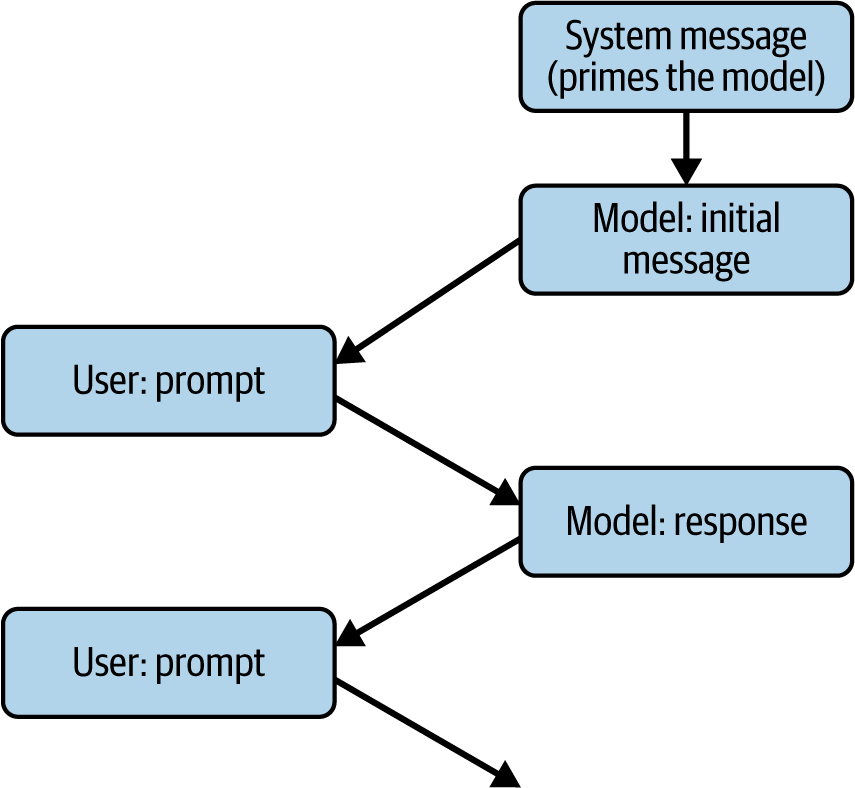 System message
(primes the model)
Model: initial
message
User: prompt
Model: response
User: prompt